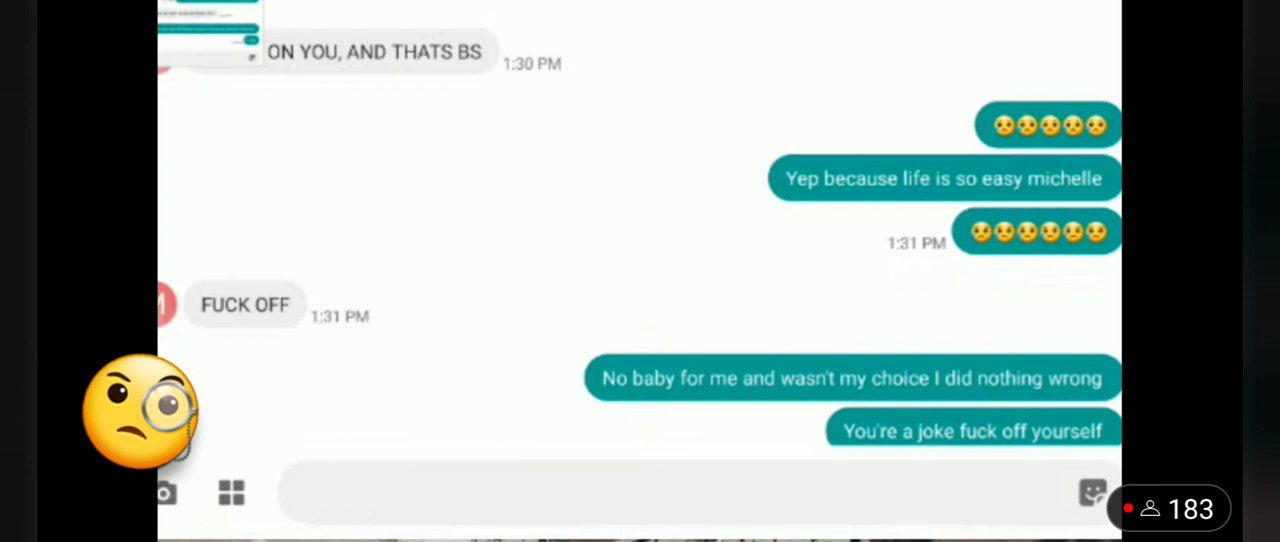 ON YOU, AND THATS BS
1:30 PM
😢😢😢😢😢
Yep because life is so easy michelle
1:31 PM 😢😢😢😢😢😢
FUCK OFF
1:31 PM
No baby for me and wasn't my choice I did nothing wrong
You're a joke fuck off yourself
183